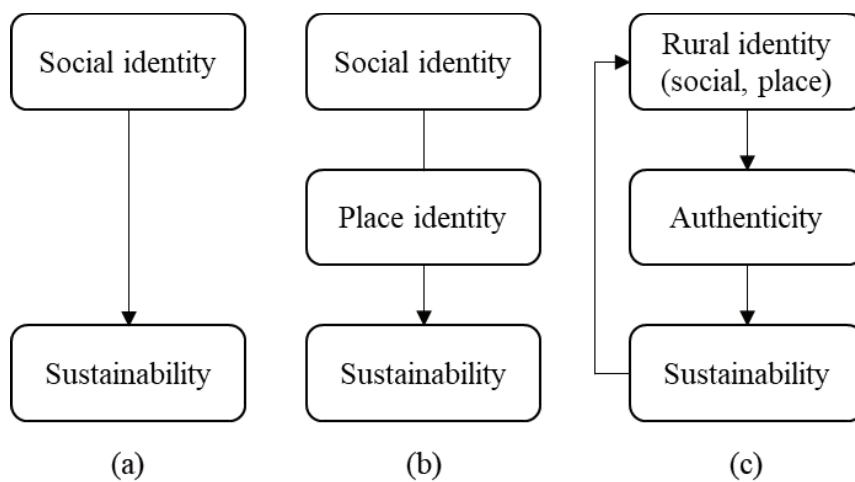 Social identity
Sustainability
(a)
Social identity
Place identity
Sustainability
(b)
Rural identity
(social, place)
Authenticity
Sustainability
(c)